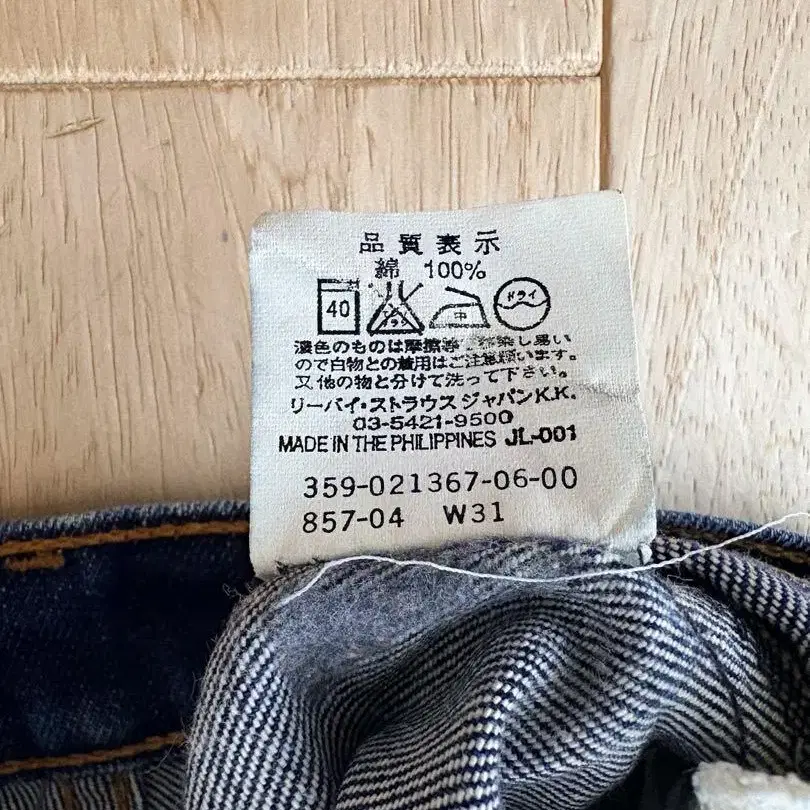 品質表示
綿 100%
40 中 ドライ
濃色のものは摩擦等 染し易い
ので白物との着用はご注意願います。
又他の物と分けて洗って下さい。
リーバイ・ストラウス ジャパンK.K.
03-5421-9500
MADE IN THE PHILIPPINES JL-001
359-021367-06-00
857-04 W31